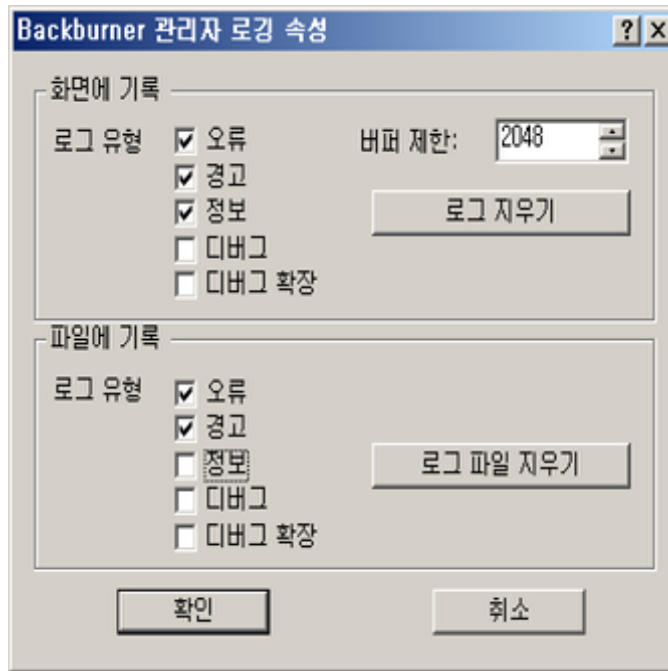 Backburner 관리자 로깅 속성
화면에 기록
로그 유형 오류 버퍼 제한: 2048
경고
정보 로그 지우기
디버그
디버그 확장
파일에 기록
로그 유형 오류
경고
정보 로그 파일 지우기
디버그
디버그 확장
확인 취소